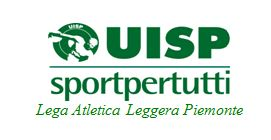 UISP
sportpertutti
Lega Atletica Leggera Piemonte